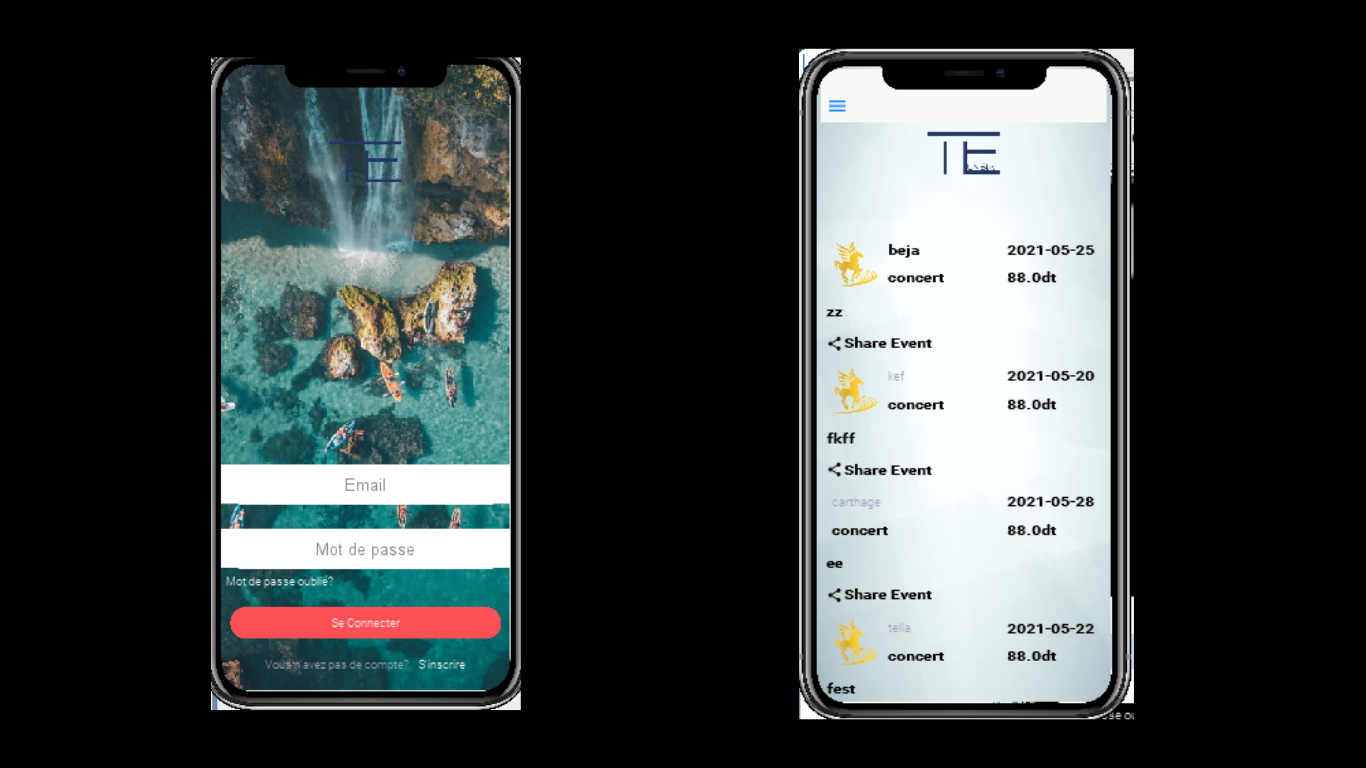 TE
Email
Mot de passe
Mot de passe oublié?
Se Connecter
Vous n'avez pas de compte? S'inscrire
TE
beja 2021-05-25
concert 88.0dt
zz
Share Event
kef 2021-05-20
concert 88.0dt
fkff
Share Event
carthage 2021-05-28
concert 88.0dt
ee
Share Event
tella 2021-05-22
concert 88.0dt
fest